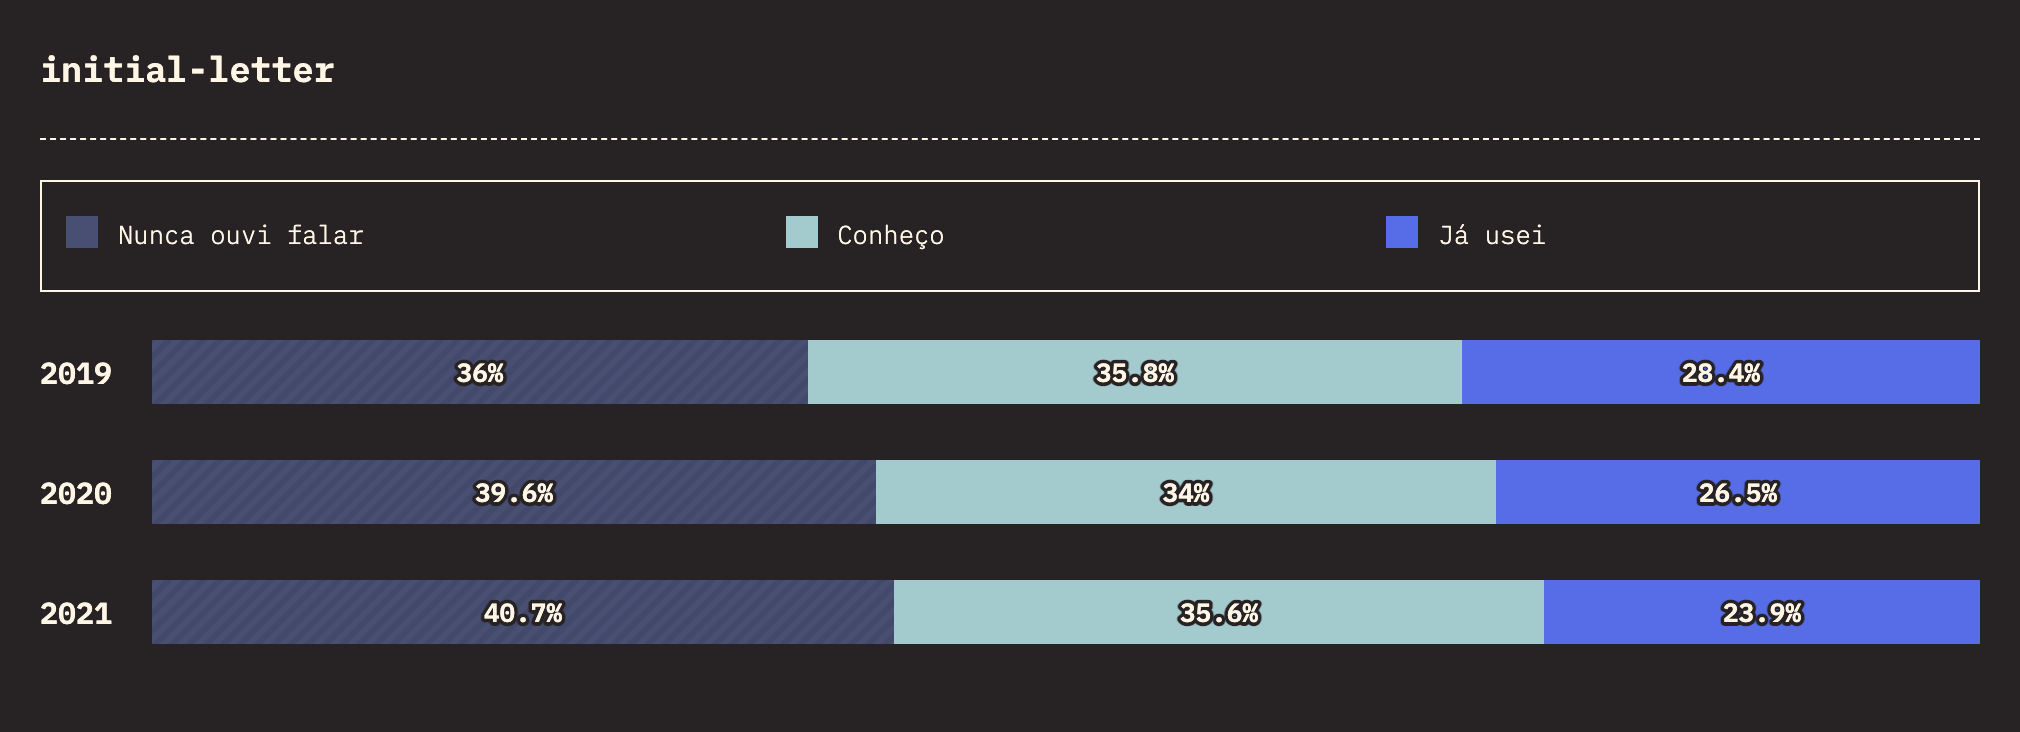 initial-letter
Nunca ouvi falar Conheço Já usei
2019 36% 35.8% 28.4%
2020 39.6% 34% 26.5%
2021 40.7% 35.6% 23.9%